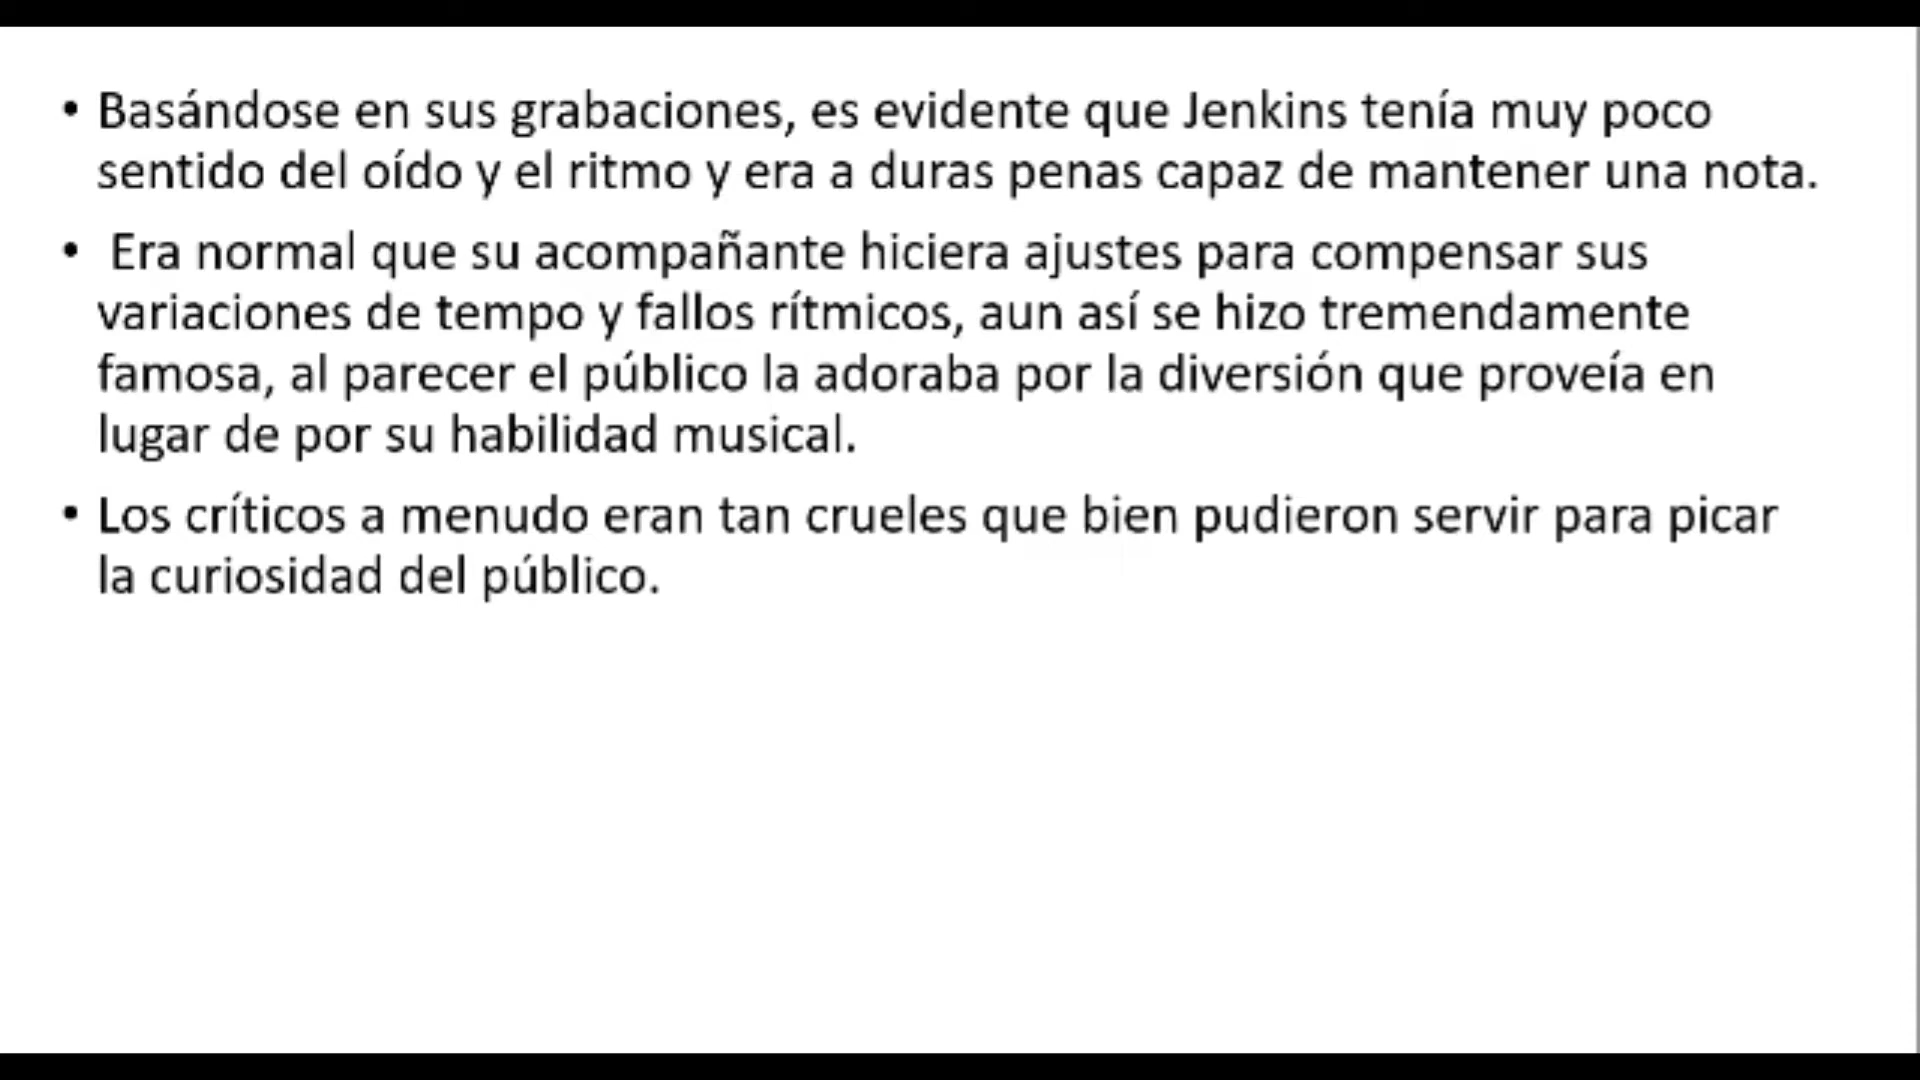 • Basándose en sus grabaciones, es evidente que Jenkins tenía muy poco
sentido del oído y el ritmo y era a duras penas capaz de mantener una nota.
• Era normal que su acompañante hiciera ajustes para compensar sus
variaciones de tempo y fallos rítmicos, aun así se hizo tremendamente
famosa, al parecer el público la adoraba por la diversión que proveía en
lugar de por su habilidad musical.
• Los críticos a menudo eran tan crueles que bien pudieron servir para picar
la curiosidad del público.